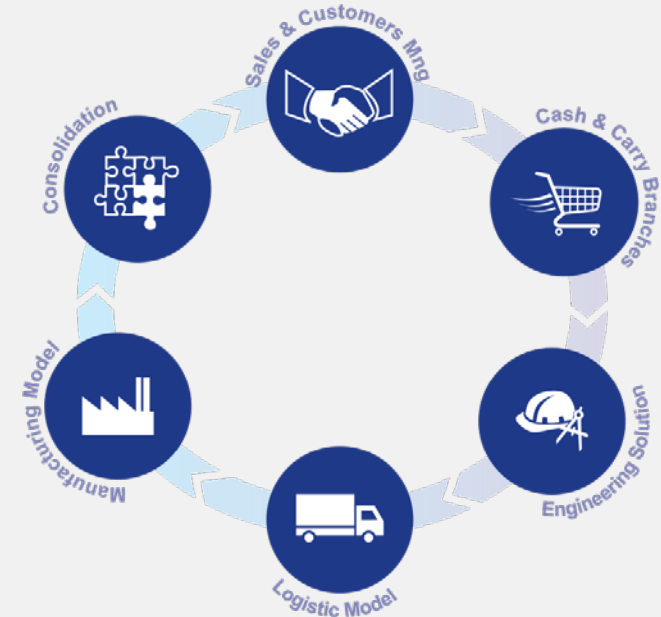 Sales & Customers Mng
Cash & Carry Branches
Engineering Solution
Logistic Model
Manufacturing Model
Consolidation